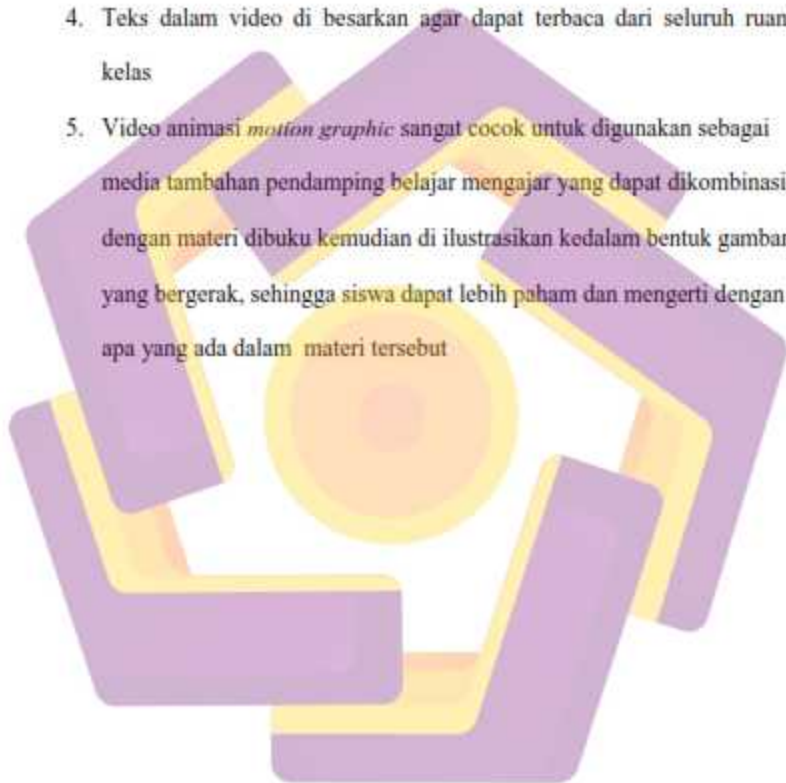 4. Teks dalam video di besarkan agar dapat terbaca dari seluruh ruan
kelas
5. Video animasi motion graphic sangat cocok untuk digunakan sebagai
media tambahan pendamping belajar mengajar yang dapat dikombinasi
dengan materi dibuku kemudian di ilustrasikan kedalam bentuk gambar
yang bergerak, sehingga siswa dapat lebih paham dan mengerti dengan
apa yang ada dalam materi tersebut